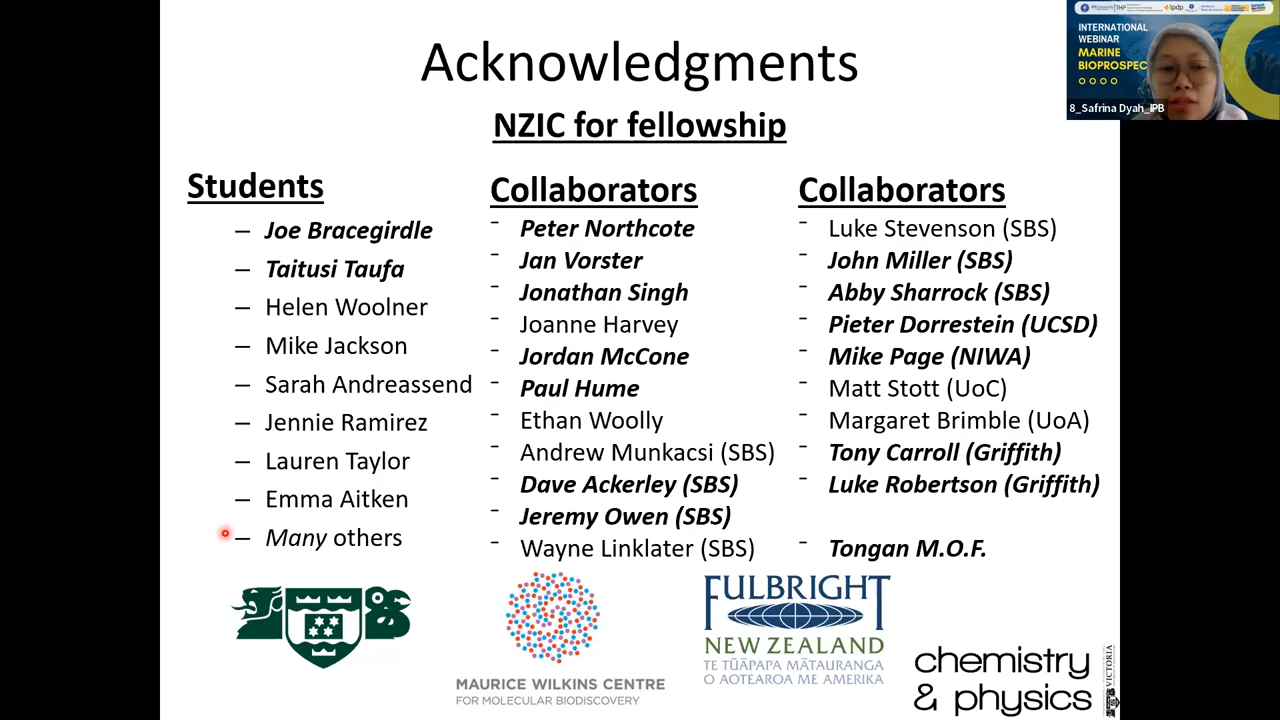 Acknowledgments
NZIC for fellowship
Students
– Joe Bracegirdle
– Taitusi Taufa
– Helen Woolner
– Mike Jackson
– Sarah Andreassend
– Jennie Ramirez
– Lauren Taylor
– Emma Aitken
– Many others
Collaborators
- Peter Northcote
- Jan Vorster
- Jonathan Singh
- Joanne Harvey
- Jordan McCone
- Paul Hume
- Ethan Woolly
- Andrew Munkacsi (SBS)
- Dave Ackerley (SBS)
- Jeremy Owen (SBS)
- Wayne Linklater (SBS)
Collaborators
- Luke Stevenson (SBS)
- John Miller (SBS)
- Abby Sharrock (SBS)
- Pieter Dorrestein (UCSD)
- Mike Page (NIWA)
- Matt Stott (UoC)
- Margaret Brimble (UoA)
- Tony Carroll (Griffith)
- Luke Robertson (Griffith)
- Tongan M.O.F.
MAURICE WILKINS CENTRE
FOR MOLECULAR BIODISCOVERY
FULBRIGHT
NEW ZEALAND
TE TŪĀPAPA MĀTAURANGA
O AOTEAROA ME AMERIKA
chemistry
& physics
VICTORIA
THP
lpdp
INTERNATIONAL
WEBINAR
MARINE
BIOPROSPEC
8_Safrina Dyah_IPB